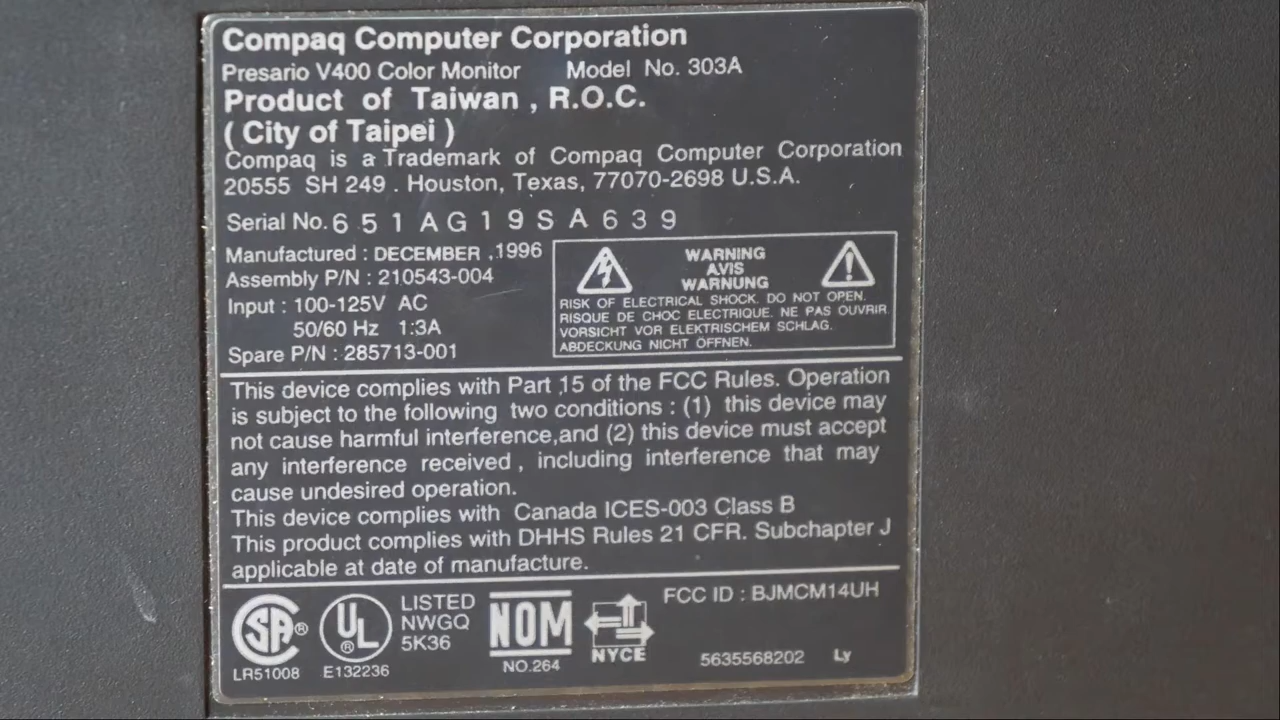 Compaq Computer Corporation
Presario V400 Color Monitor Model No. 303A
Product of Taiwan , R.O.C.
( City of Taipei )
Compaq is a Trademark of Compaq Computer Corporation
20555 SH 249 . Houston, Texas, 77070-2698 U.S.A.
Serial No. 6 5 1 A G 1 9 S A 6 3 9
Manufactured : DECEMBER ,1996
Assembly P/N : 210543-004
Input : 100-125V AC
50/60 Hz 1:3A
Spare P/N : 285713-001
WARNING
AVIS
WARNUNG
RISK OF ELECTRICAL SHOCK. DO NOT OPEN.
RISQUE DE CHOC ELECTRIQUE. NE PAS OUVRIR.
VORSICHT VOR ELEKTRISCHEM SCHLAG.
ABDECKUNG NICHT ÖFFNEN.
This device complies with Part 15 of the FCC Rules. Operation
is subject to the following two conditions : (1) this device may
not cause harmful interference,and (2) this device must accept
any interference received , including interference that may
cause undesired operation.
This device complies with Canada ICES-003 Class B
This product complies with DHHS Rules 21 CFR. Subchapter J
applicable at date of manufacture.
SA ®
LR51008
UL ®
E132236
LISTED
NWGQ
5K36
NOM
NO.264
NYCE
FCC ID : BJMCM14UH
5635568202 Ly